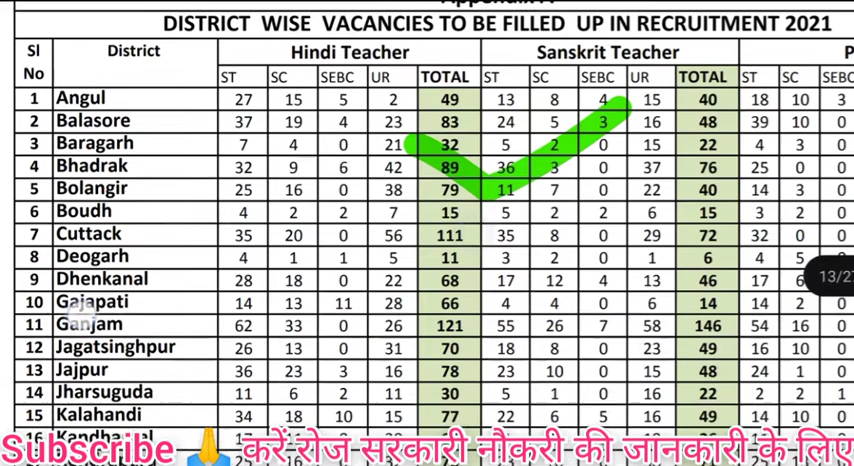 DISTRICT WISE VACANCIES TO BE FILLED UP IN RECRUITMENT 2021
Sl No District Hindi Teacher Sanskrit Teacher P
ST SC SEBC UR TOTAL ST SC SEBC UR TOTAL ST SC SEBC
1 Angul 27 15 5 2 49 13 8 4 15 40 18 10 3
2 Balasore 37 19 4 23 83 24 5 3 16 48 39 10 0
3 Baragarh 7 4 0 21 32 5 2 0 15 22 4 3 0
4 Bhadrak 32 9 6 42 89 36 3 0 37 76 25 0 0
5 Bolangir 25 16 0 38 79 11 7 0 22 40 14 3 0
6 Boudh 4 2 2 7 15 5 2 2 6 15 3 2 0
7 Cuttack 35 20 0 56 111 35 8 0 29 72 32 0 0
8 Deogarh 4 1 1 5 11 3 2 0 1 6 4 5
9 Dhenkanal 28 18 0 22 68 17 12 4 13 46 17 6 13/2
10 Gajapati 14 13 11 28 66 4 4 0 6 14 14 2 0
11 Ganjam 62 33 0 26 121 55 26 7 58 146 54 16 0
12 Jagatsinghpur 26 13 0 31 70 18 8 0 23 49 16 10 0
13 Jajpur 36 23 3 16 78 23 10 0 15 48 24 1 0
14 Jharsuguda 11 6 2 11 30 5 1 0 16 22 2 2 1
15 Kalahandi 34 18 10 15 77 22 6 5 16 49 14 10 0
Subscribe 🙏 करें रोज सरकारी नौकरी की जानकारी के लिए